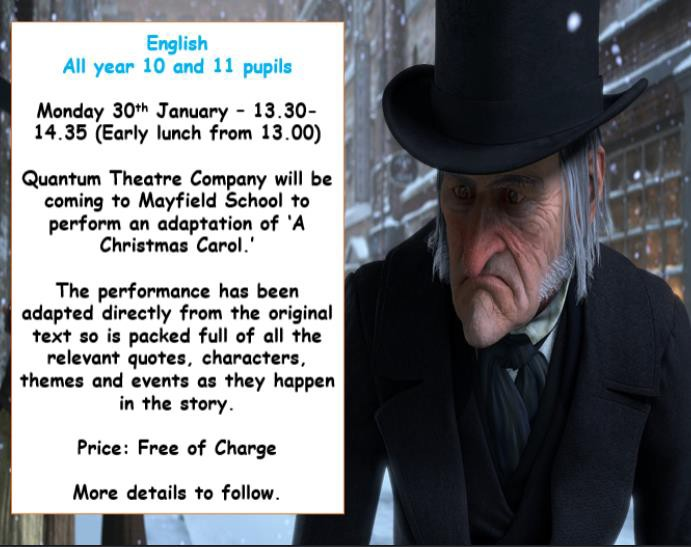 English
All year 10 and 11 pupils
Monday 30th January – 13.30-
14.35 (Early lunch from 13.00)
Quantum Theatre Company will be
coming to Mayfield School to
perform an adaptation of ‘A
Christmas Carol.’
The performance has been
adapted directly from the original
text so is packed full of all the
relevant quotes, characters,
themes and events as they happen
in the story.
Price: Free of Charge
More details to follow.